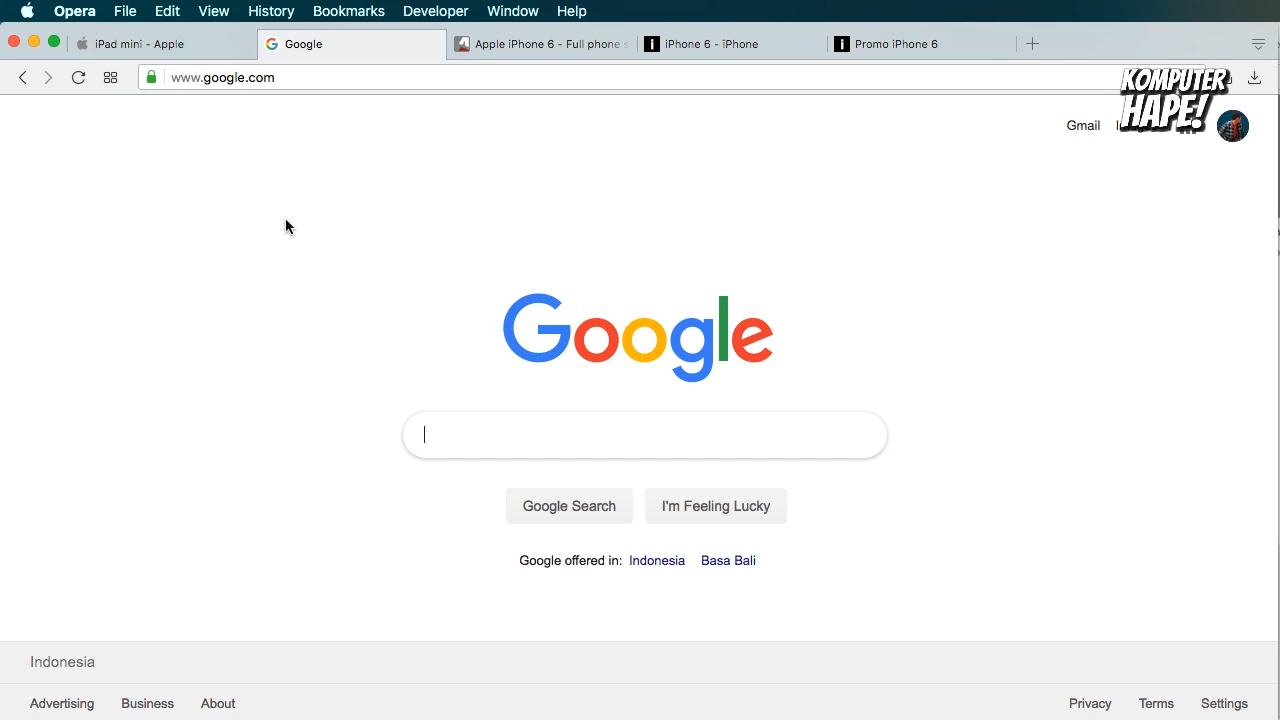 Opera File Edit View History Bookmarks Developer Window Help
iPad mini - Apple
Google
Apple iPhone 6 - Full phone s
iPhone 6 - iPhone
Promo iPhone 6
www.google.com
KOMPUTER
HAPE!
Gmail
Google
Google Search I'm Feeling Lucky
Google offered in: Indonesia Basa Bali
Indonesia
Advertising Business About Privacy Terms Settings